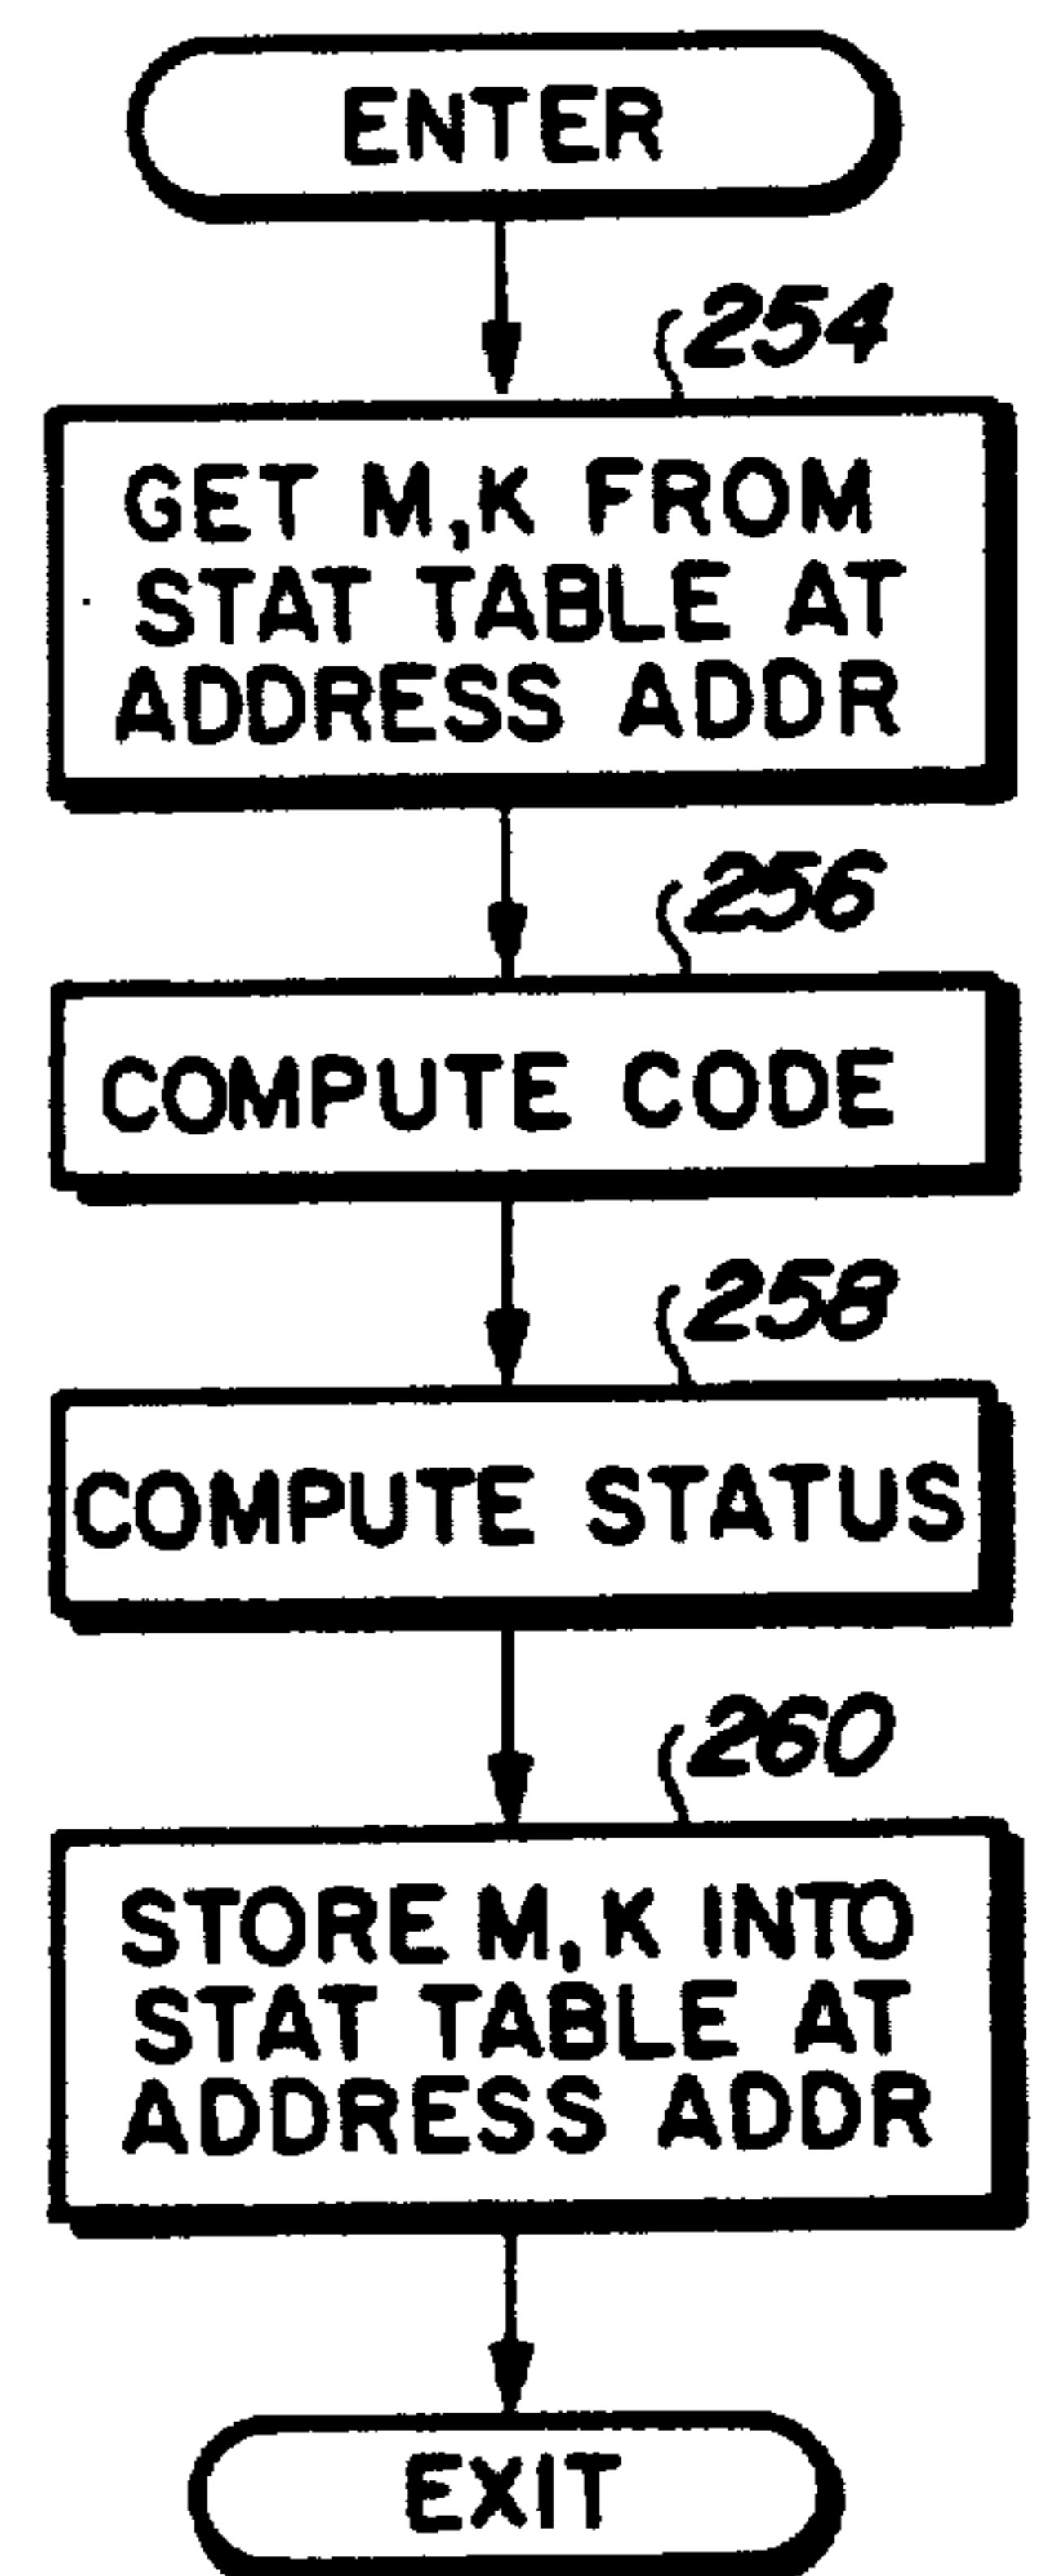 ENTER
254
GET M,K FROM
STAT TABLE AT
ADDRESS ADDR
256
COMPUTE CODE
258
COMPUTE STATUS
260
STORE M,K INTO
STAT TABLE AT
ADDRESS ADDR
EXIT